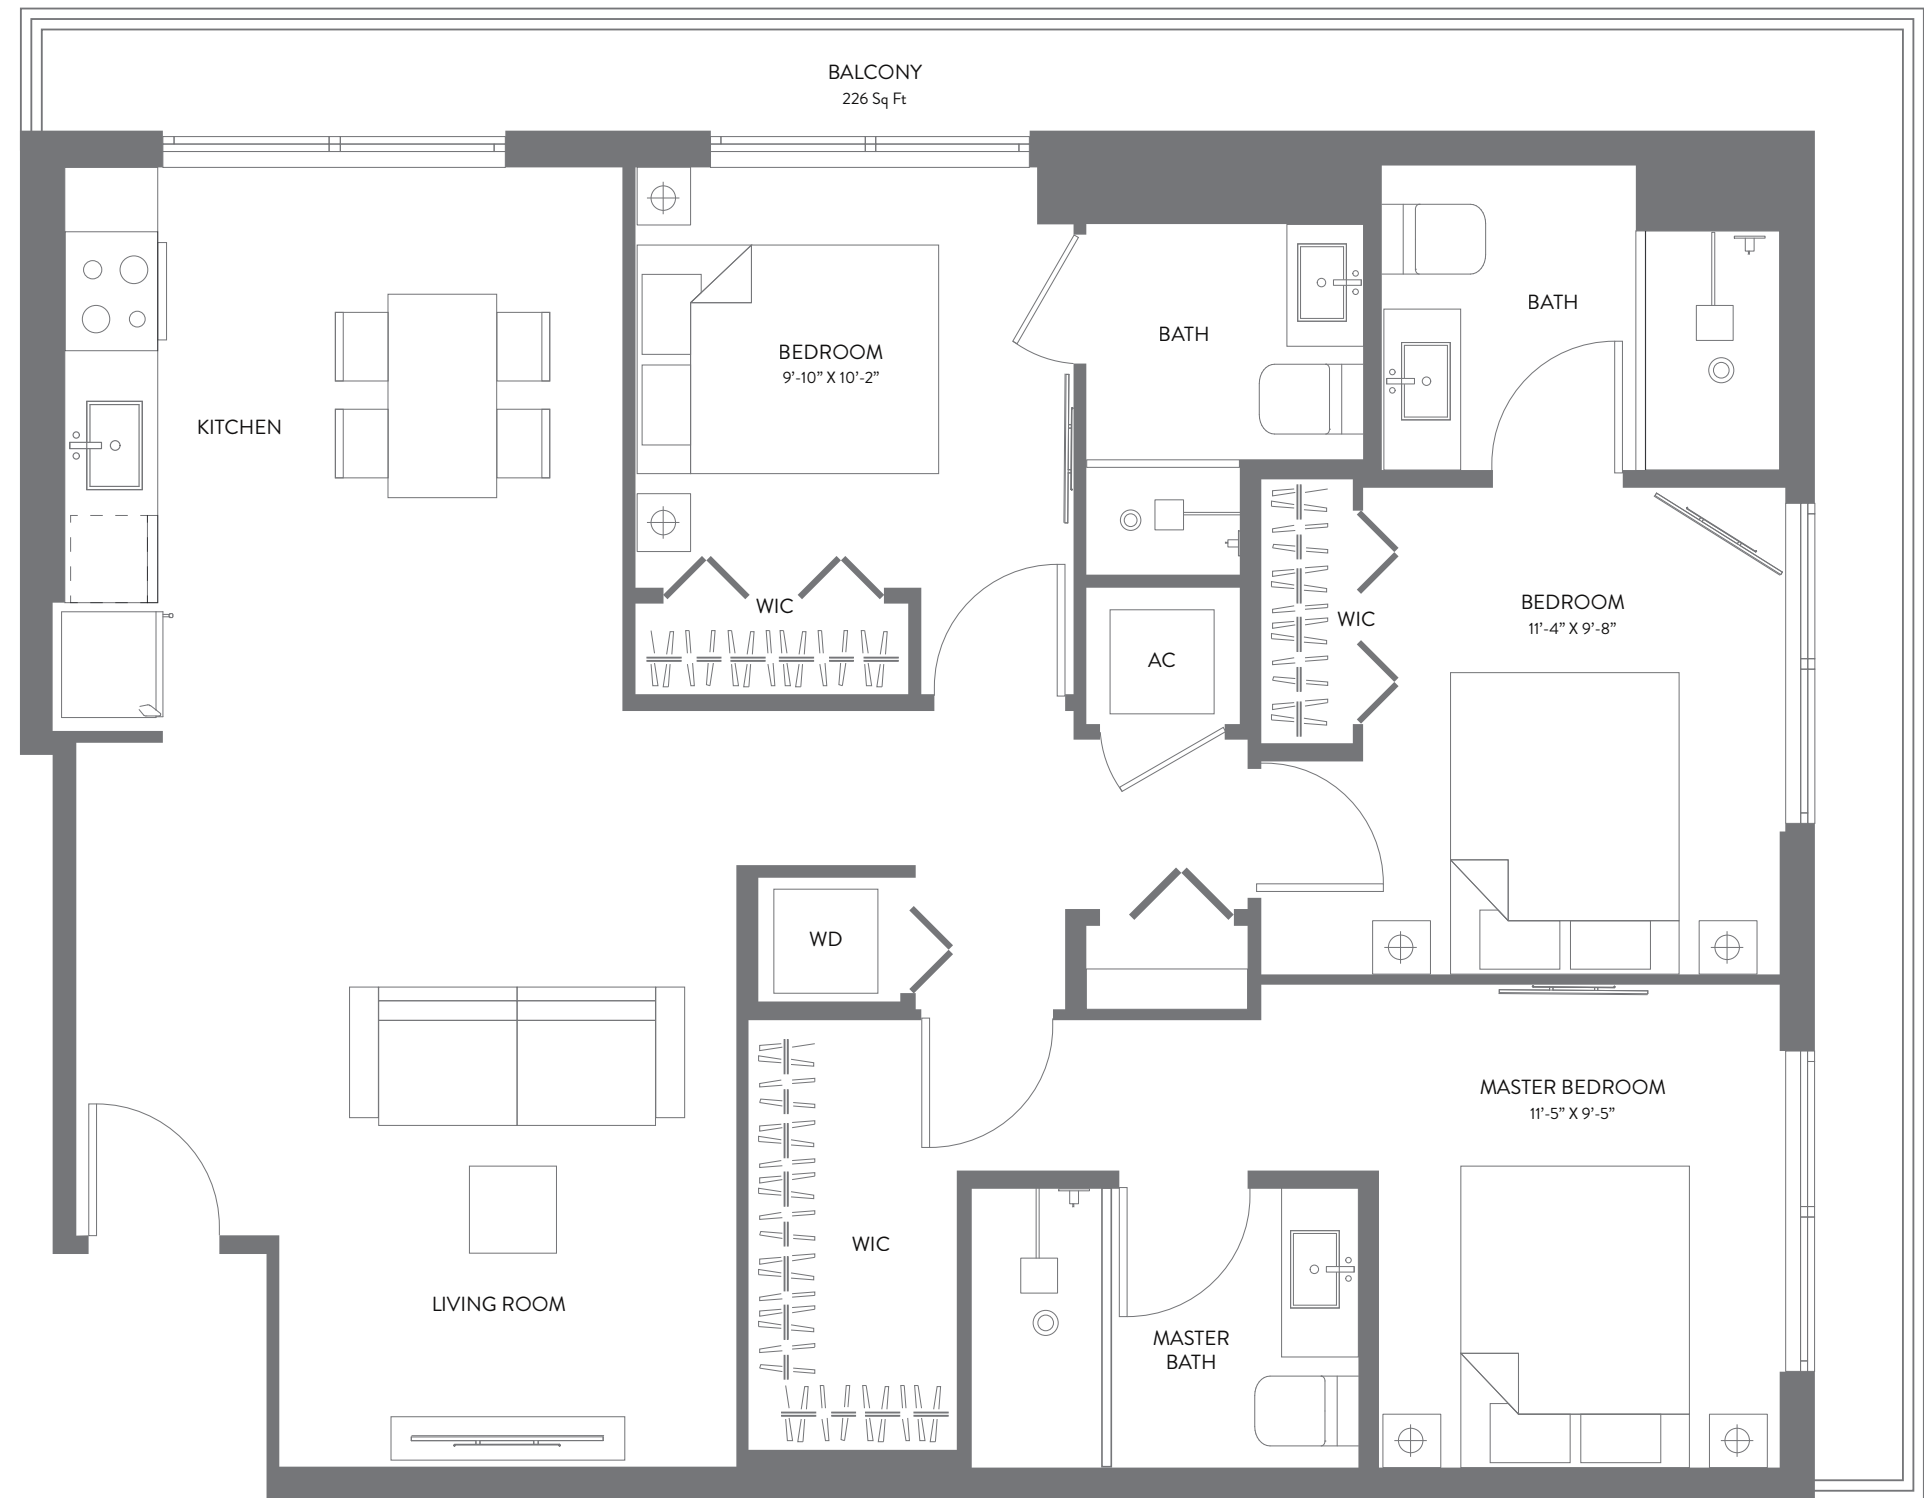 BALCONY
226 Sq Ft
BATH
BATH
BEDROOM
9’-10” X 10’-2”
KITCHEN
WIC
BEDROOM
11’-4” X 9’-8”
WIC
AC
WD
MASTER BEDROOM
11’-5” X 9’-5”
WIC
LIVING ROOM
MASTER
BATH